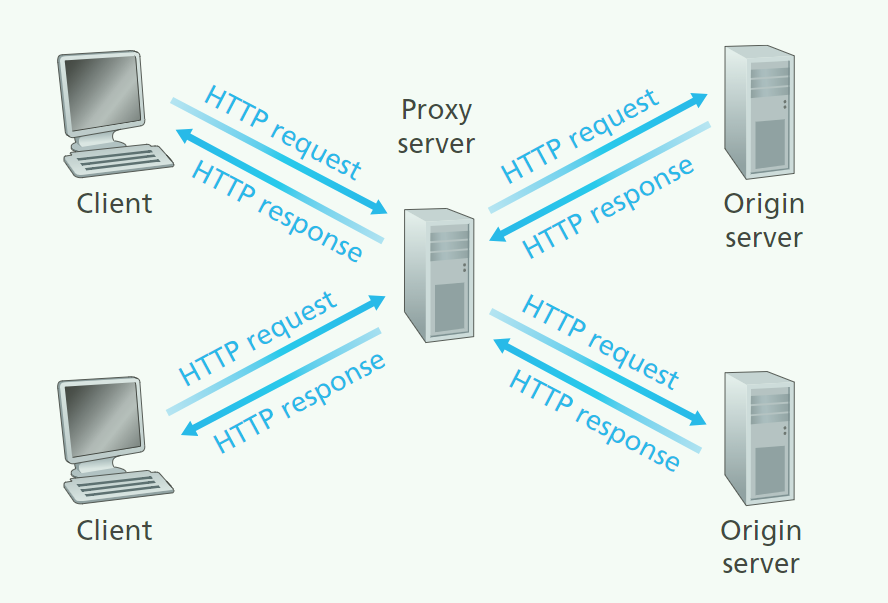 HTTP request
HTTP response
Client
Proxy
server
HTTP request
HTTP response
Origin
server
HTTP request
HTTP response
Client
HTTP request
HTTP response
Origin
server